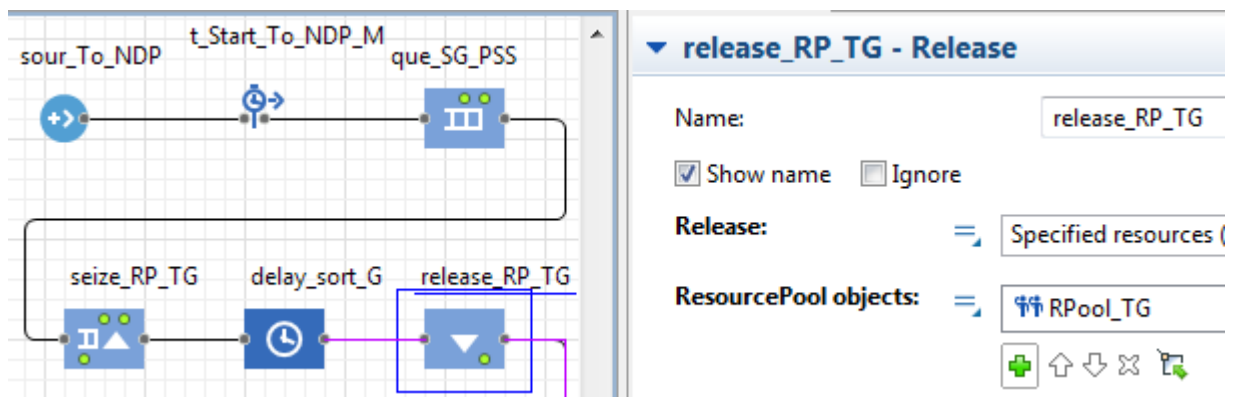 t_Start_To_NDP_M
sour_To_NDP
que_SG_PSS
seize_RP_TG
delay_sort_G
release_RP_TG
release_RP_TG - Release
Name:
release_RP_TG
Show name
Ignore
Release:
Specified resources (
ResourcePool objects:
RPool_TG